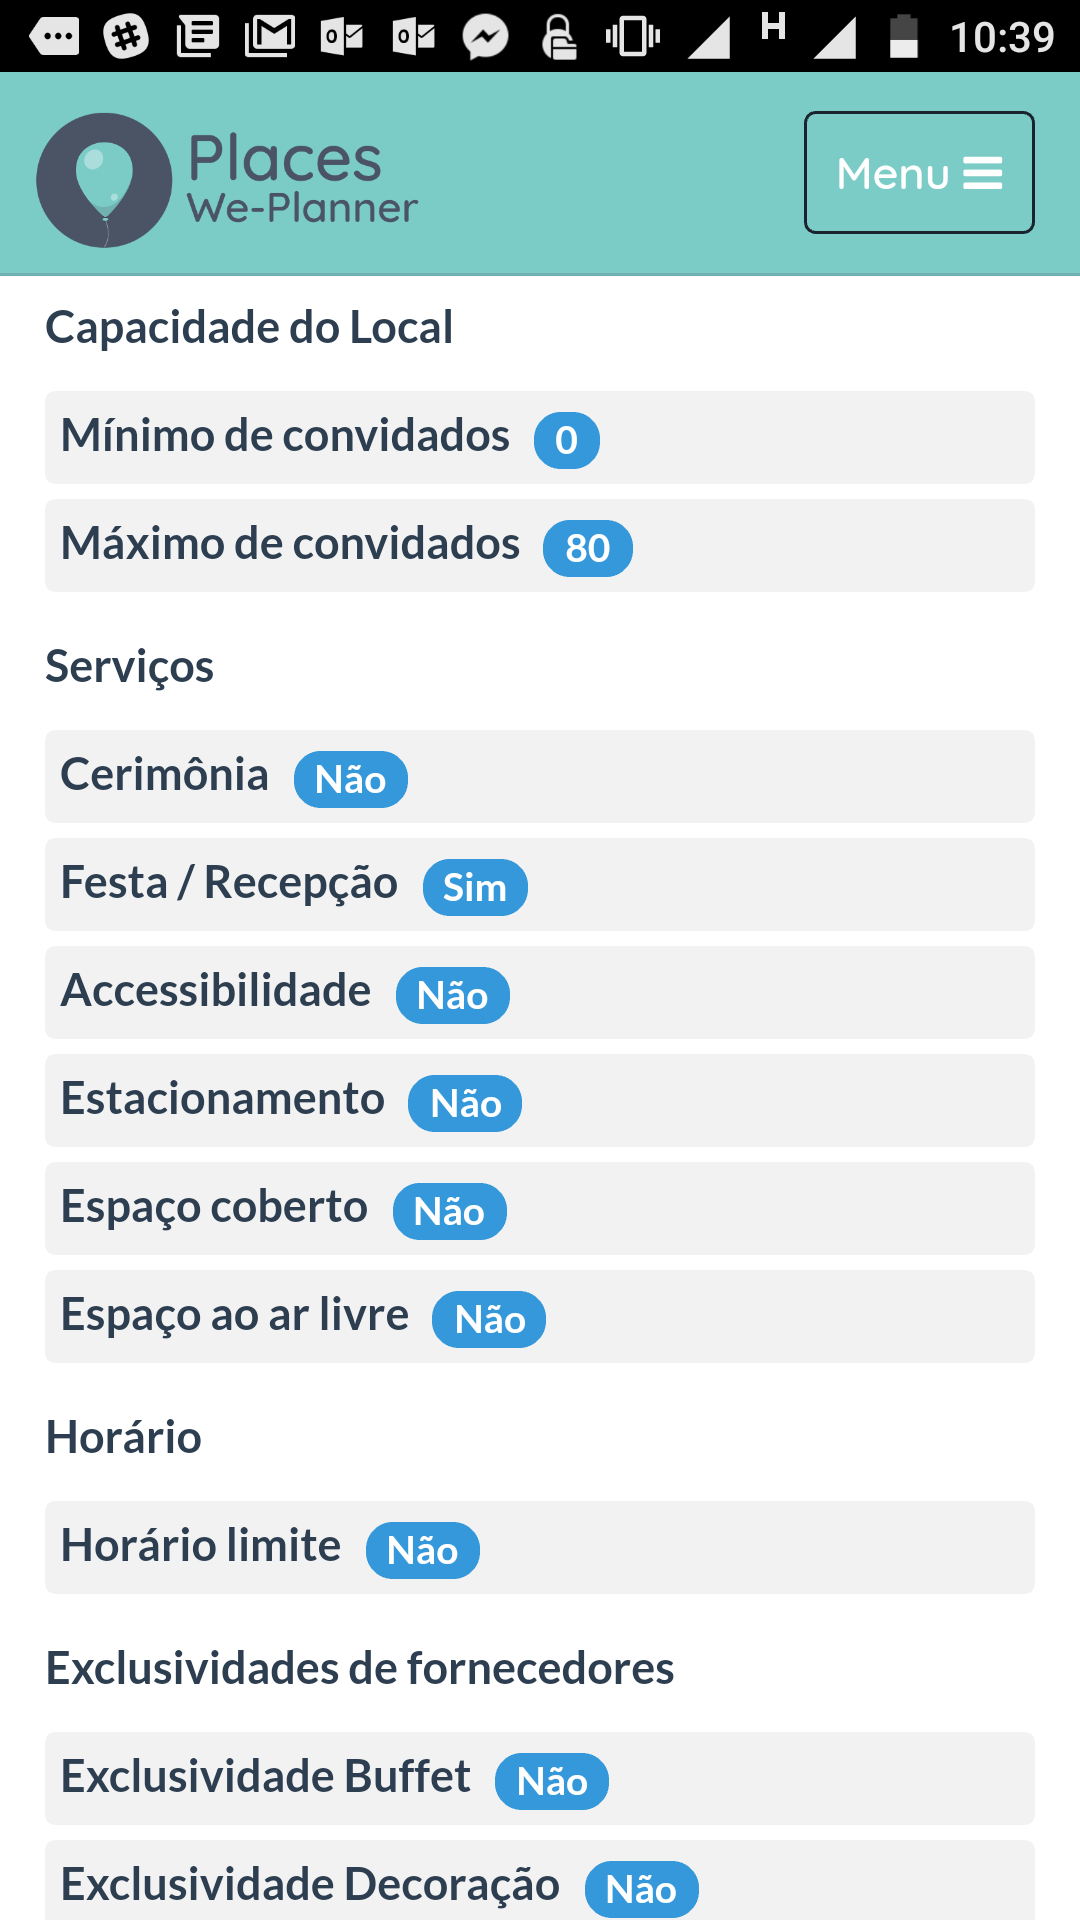 H 10:39
Places
We-Planner
Menu
Capacidade do Local
Mínimo de convidados 0
Máximo de convidados 80
Serviços
Cerimônia Não
Festa / Recepção Sim
Accessibilidade Não
Estacionamento Não
Espaço coberto Não
Espaço ao ar livre Não
Horário
Horário limite Não
Exclusividades de fornecedores
Exclusividade Buffet Não
Exclusividade Decoração Não